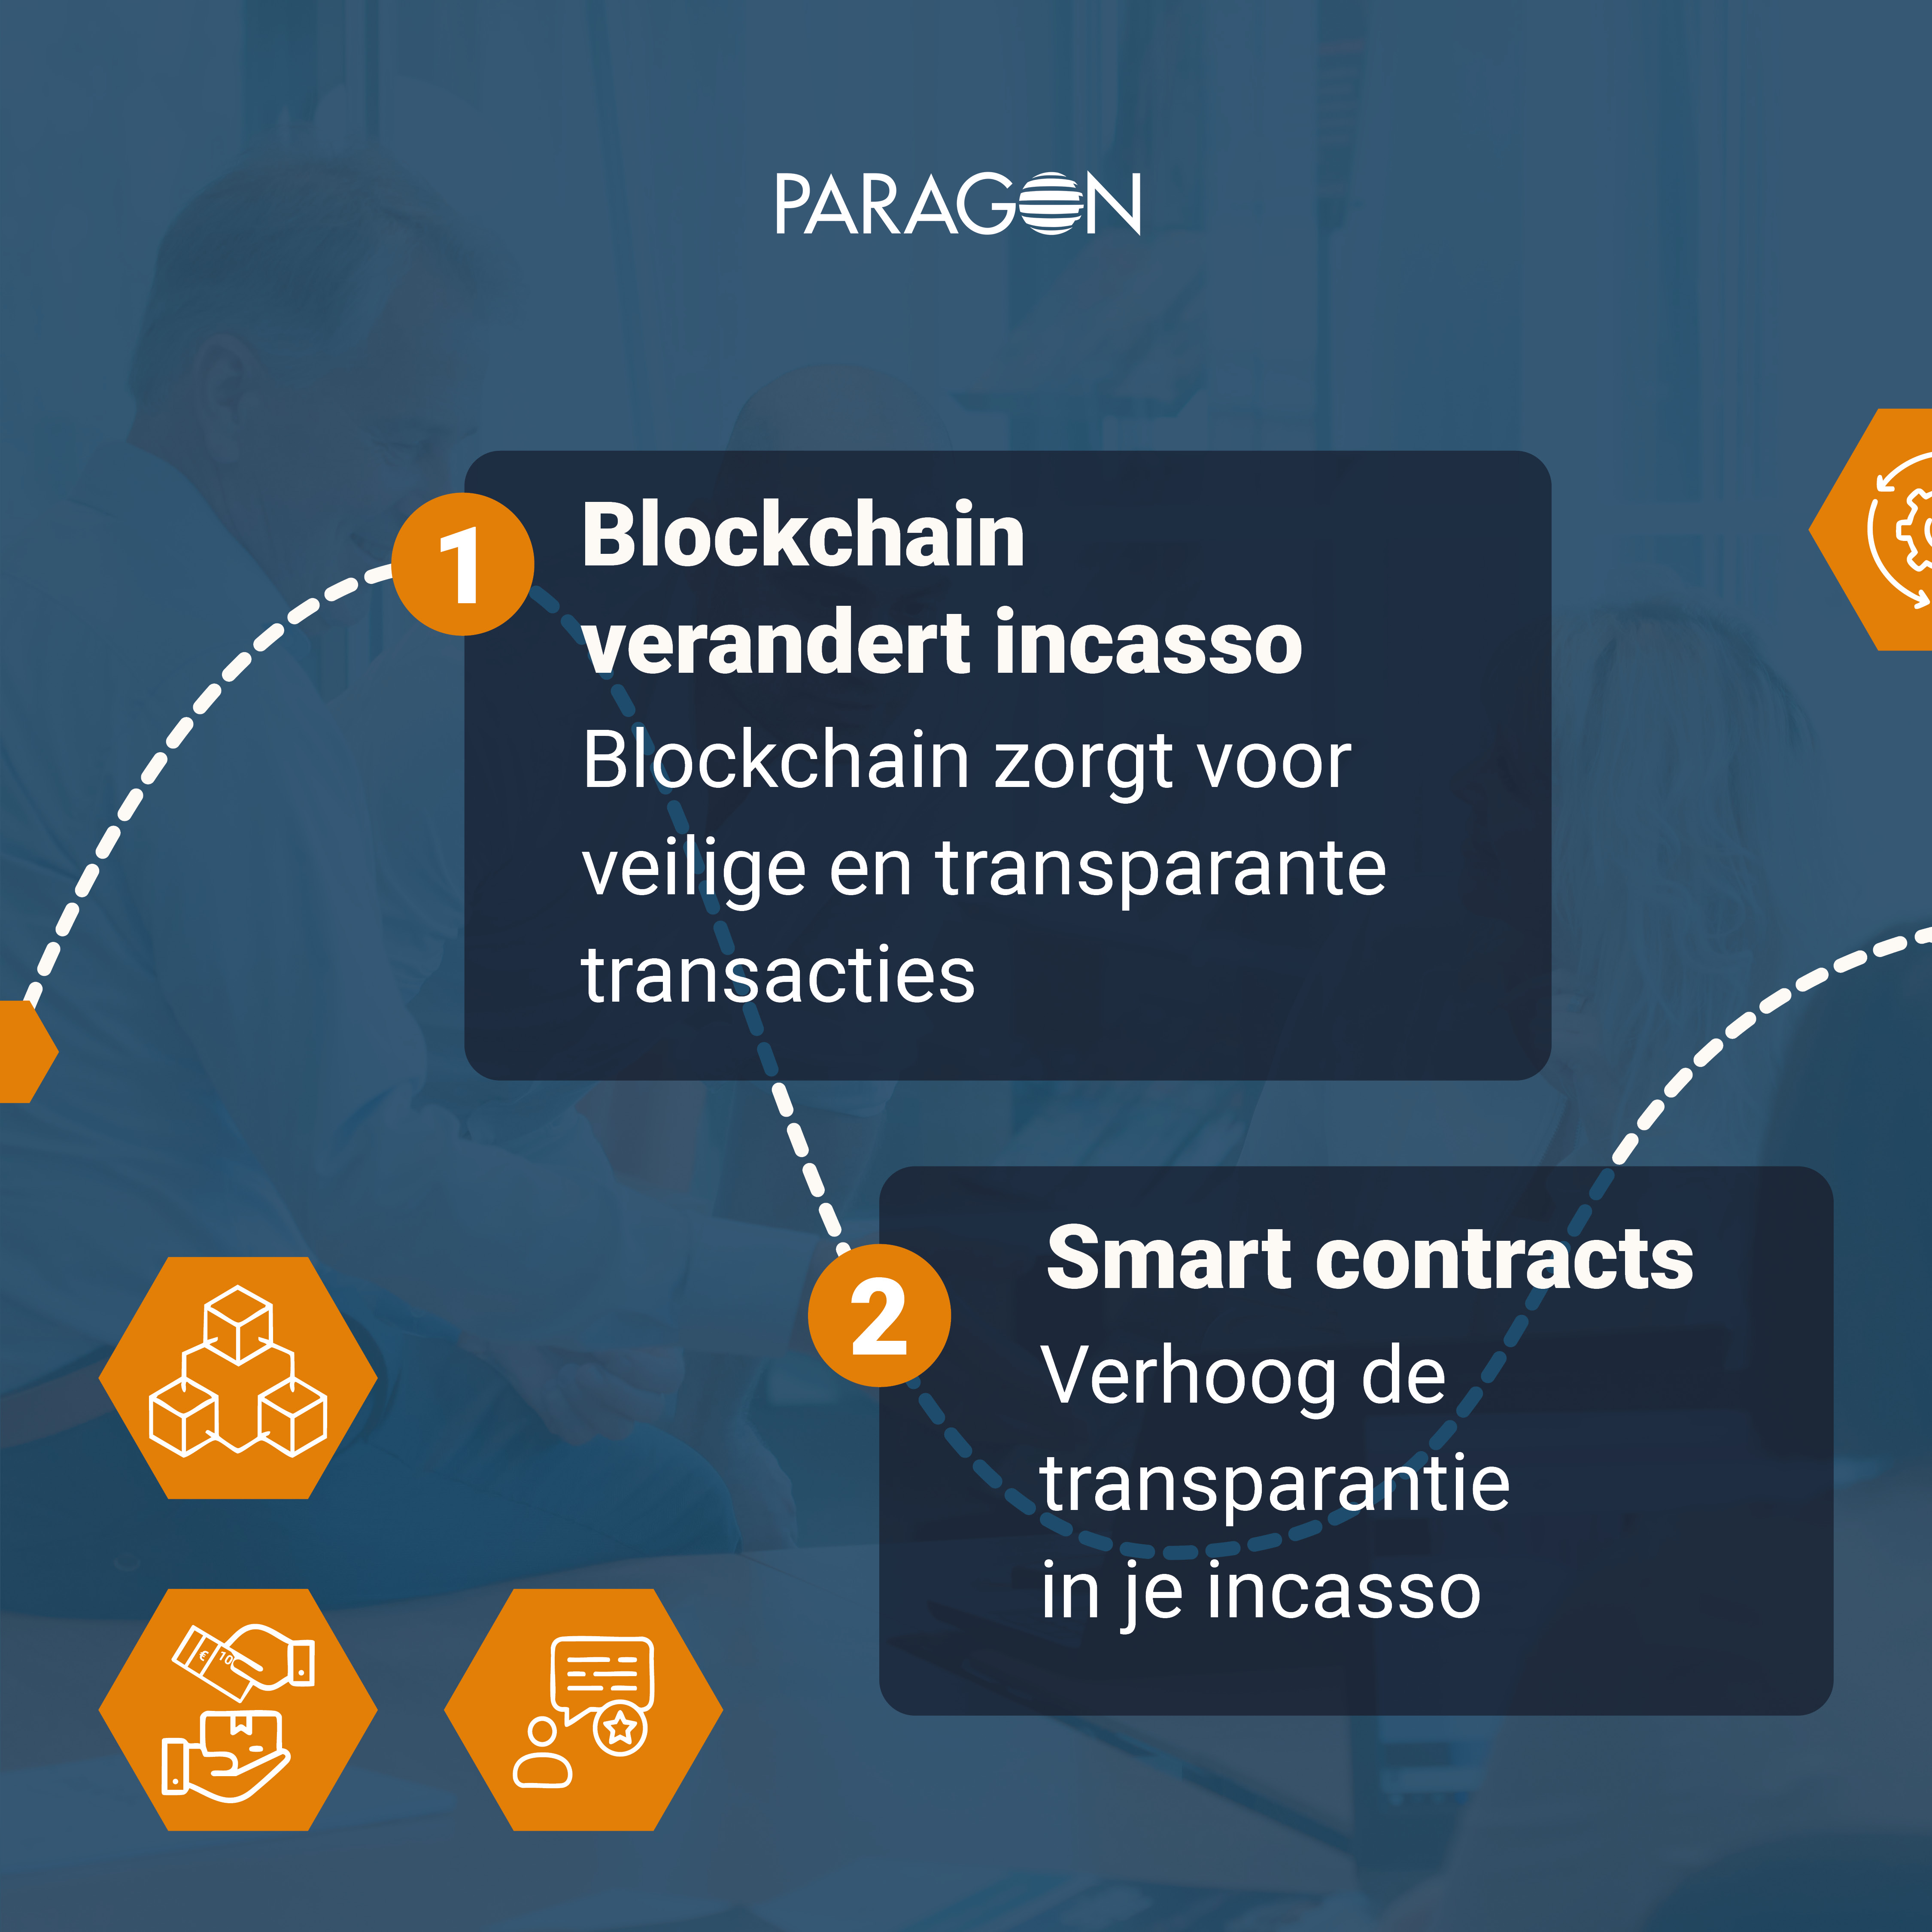 PARAGON
1
Blockchain
verandert incasso
Blockchain zorgt voor
veilige en transparante
transacties
2
Smart contracts
Verhoog de
transparantie
in je incasso
€ 10